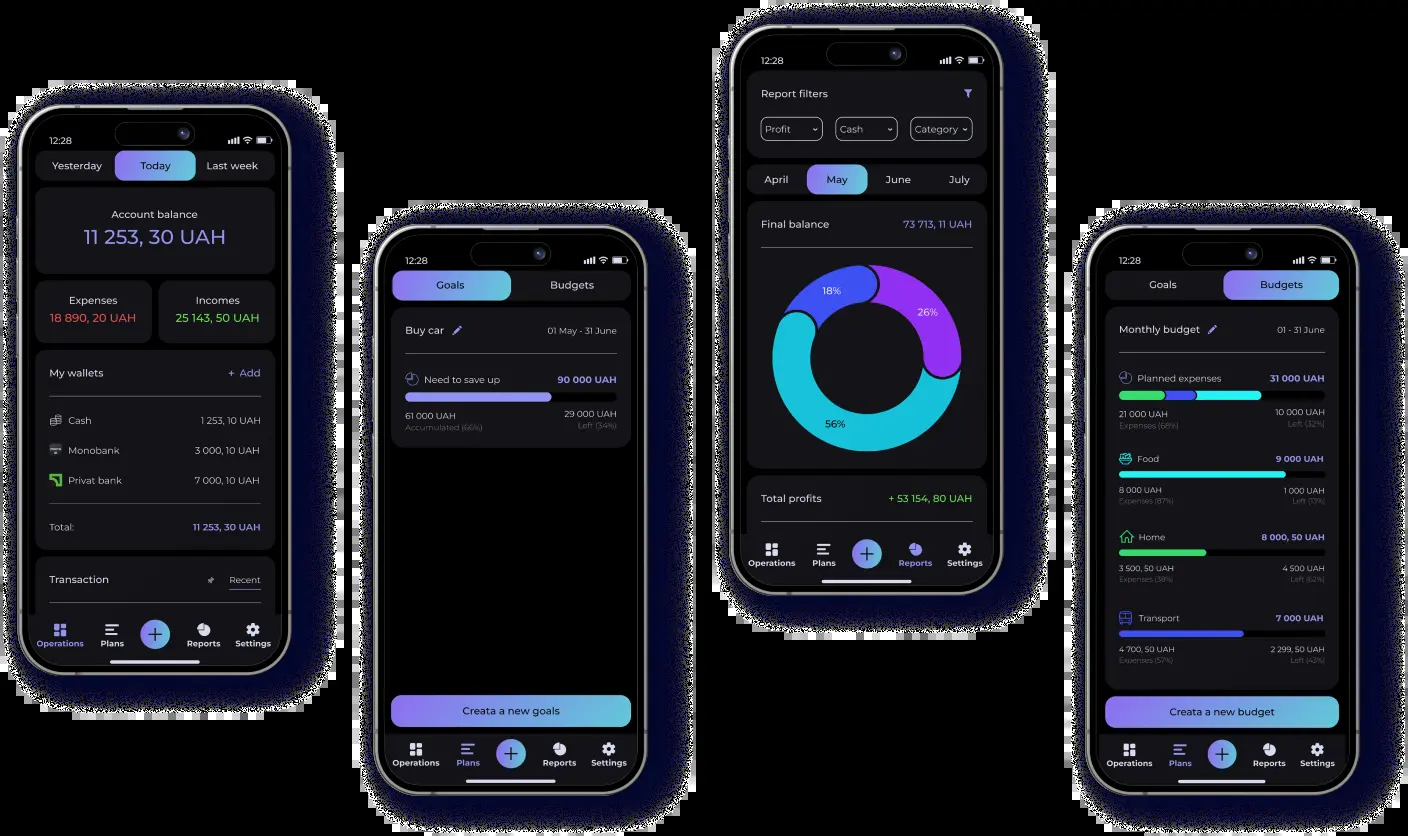 12:28
Yesterday Today Last week
Account balance
11 253, 30 UAH
Expenses Incomes
18 890, 20 UAH 25 143, 50 UAH
My wallets + Add
Cash 1 253, 10 UAH
Monobank 3 000, 10 UAH
Privat bank 7 000, 10 UAH
Total: 11 253, 30 UAH
Transaction Recent
Operations Plans Reports Settings
12:28
Goals Budgets
Buy car 01 May - 31 June
Need to save up 90 000 UAH
61 000 UAH 29 000 UAH
Accumulated (66%) Left (34%)
Creata a new goals
Operations Plans Reports Settings
12:28
Report filters
Profit Cash Category
April May June July
Final balance 73 713, 11 UAH
18%
26%
56%
Total profits + 53 154, 80 UAH
Operations Plans Reports Settings
12:28
Goals Budgets
Monthly budget 01 - 31 June
Planned expenses 31 000 UAH
21 000 UAH 10 000 UAH
Expenses (68%) Left (32%)
Food 9 000 UAH
8 000 UAH 1 000 UAH
Expenses (87%) Left (13%)
Home 8 000, 50 UAH
3 500, 50 UAH 4 500 UAH
Expenses (38%) Left (62%)
Transport 7 000 UAH
4 700, 50 UAH 2 299, 50 UAH
Expenses (57%) Left (43%)
Creata a new budget
Operations Plans Reports Settings